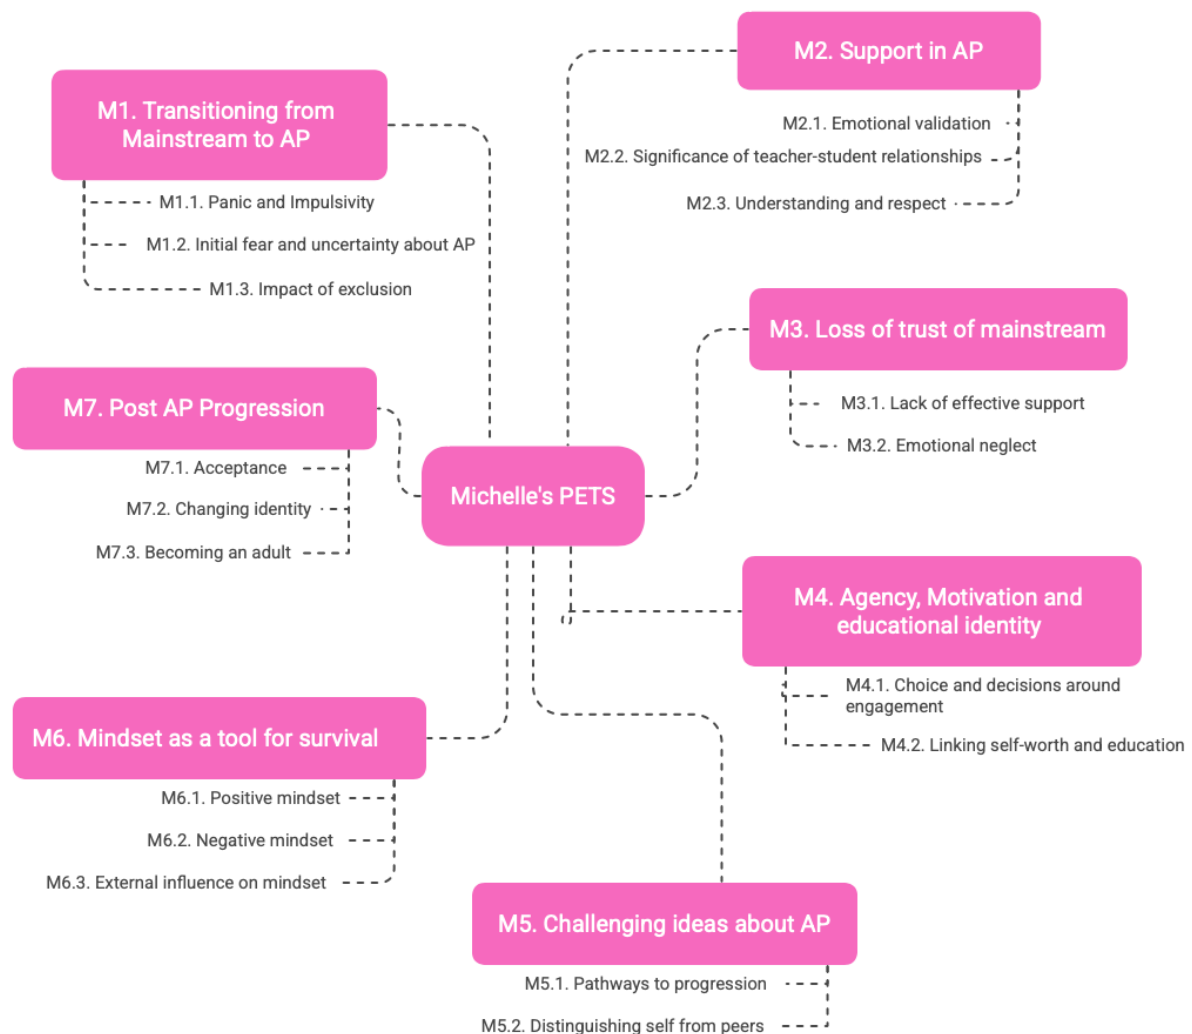 M1. Transitioning from
Mainstream to AP
M1.1. Panic and Impulsivity
M1.2. Initial fear and uncertainty about AP
M1.3. Impact of exclusion
M2. Support in AP
M2.1. Emotional validation
M2.2. Significance of teacher-student relationships
M2.3. Understanding and respect
M3. Loss of trust of mainstream
M3.1. Lack of effective support
M3.2. Emotional neglect
M7. Post AP Progression
M7.1. Acceptance
M7.2. Changing identity
M7.3. Becoming an adult
Michelle's PETS
M4. Agency, Motivation and
educational identity
M4.1. Choice and decisions around
engagement
M4.2. Linking self-worth and education
M6. Mindset as a tool for survival
M6.1. Positive mindset
M6.2. Negative mindset
M6.3. External influence on mindset
M5. Challenging ideas about AP
M5.1. Pathways to progression
M5.2. Distinguishing self from peers